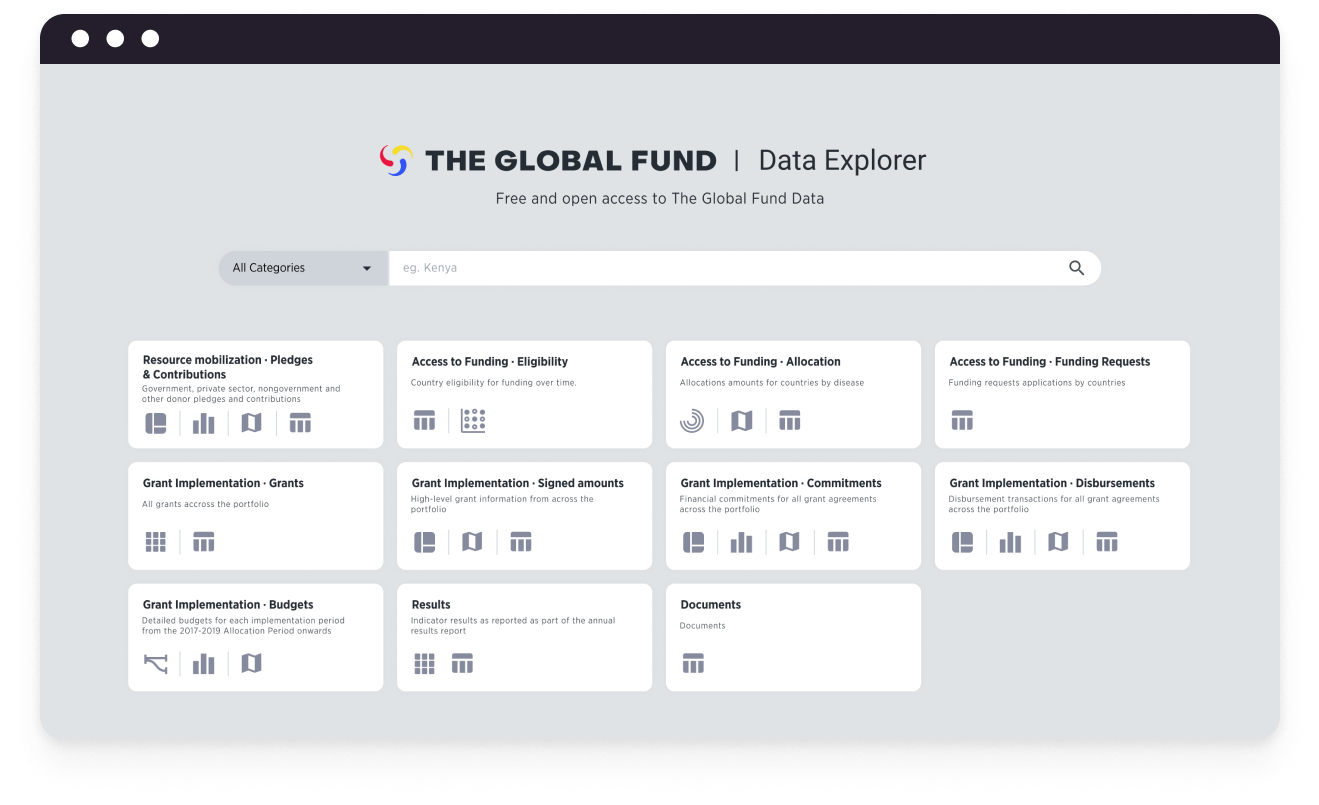 THE GLOBAL FUND | Data Explorer
Free and open access to The Global Fund Data
All Categories
eg. Kenya
Resource mobilization · Pledges
& Contributions
Government, private sector, nongovernment and
other donor pledges and contributions
Access to Funding · Eligibility
Country eligibility for funding over time.
Access to Funding · Allocation
Allocations amounts for countries by disease
Access to Funding · Funding Requests
Funding requests applications by countries
Grant Implementation · Grants
All grants accross the portfolio
Grant Implementation · Signed amounts
High-level grant information from across the
portfolio
Grant Implementation · Commitments
Financial commitments for all grant agreements
across the portfolio
Grant Implementation · Disbursements
Disbursement transactions for all grant agreements
across the portfolio
Grant Implementation · Budgets
Detailed budgets for each implementation period
from the 2017-2019 Allocation Period onwards
Results
Indicator results as reported as part of the annual
results report
Documents
Documents